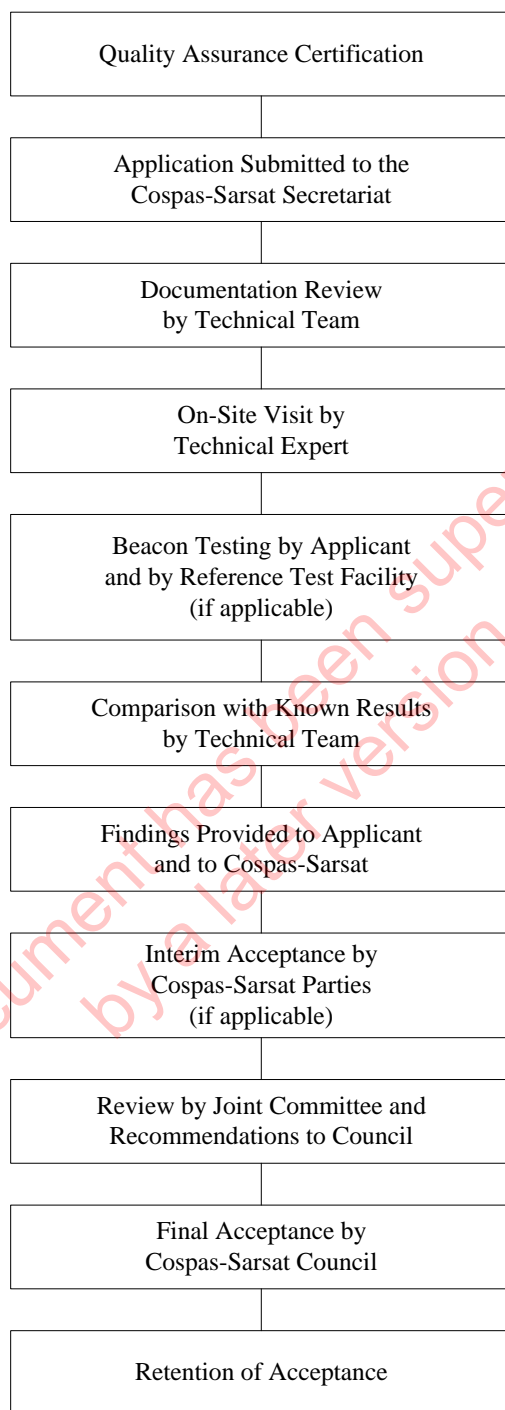 Quality Assurance Certification
Application Submitted to the
Cospas-Sarsat Secretariat
Documentation Review
by Technical Team
On-Site Visit by
Technical Expert
Beacon Testing by Applicant
and by Reference Test Facility
(if applicable)
Comparison with Known Results
by Technical Team
Findings Provided to Applicant
and to Cospas-Sarsat
Interim Acceptance by
Cospas-Sarsat Parties
(if applicable)
Review by Joint Committee and
Recommendations to Council
Final Acceptance by
Cospas-Sarsat Council
Retention of Acceptance
has been
by a later version